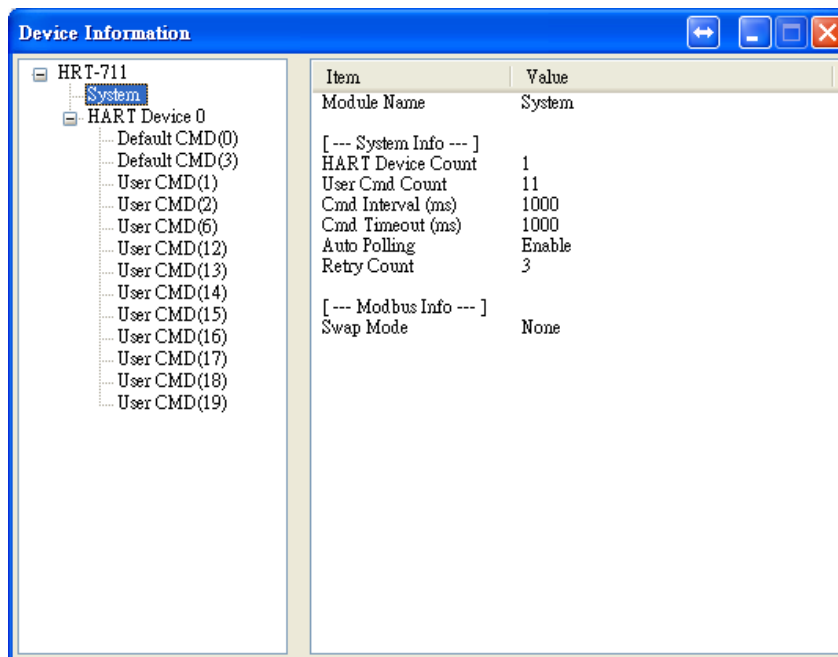 Device Information
HRT-711
System
HART Device 0
Default CMD(0)
Default CMD(3)
User CMD(1)
User CMD(2)
User CMD(6)
User CMD(12)
User CMD(13)
User CMD(14)
User CMD(15)
User CMD(16)
User CMD(17)
User CMD(18)
User CMD(19)
Item Value
Module Name System
[ --- System Info --- ]
HART Device Count 1
User Cmd Count 11
Cmd Interval (ms) 1000
Cmd Timeout (ms) 1000
Auto Polling Enable
Retry Count 3
[ --- Modbus Info --- ]
Swap Mode None